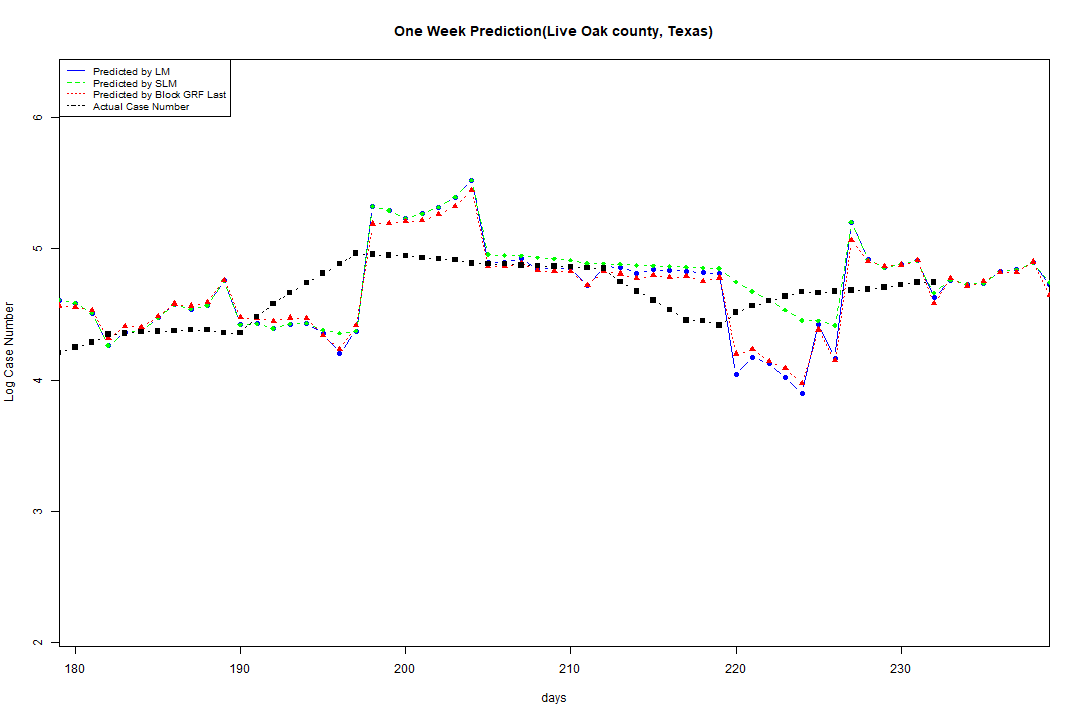 One Week Prediction(Live Oak county, Texas)
Predicted by LM
Predicted by SLM
Predicted by Block GRF Last
Actual Case Number
6
5
4
3
2
Log Case Number
180 190 200 210 220 230
days